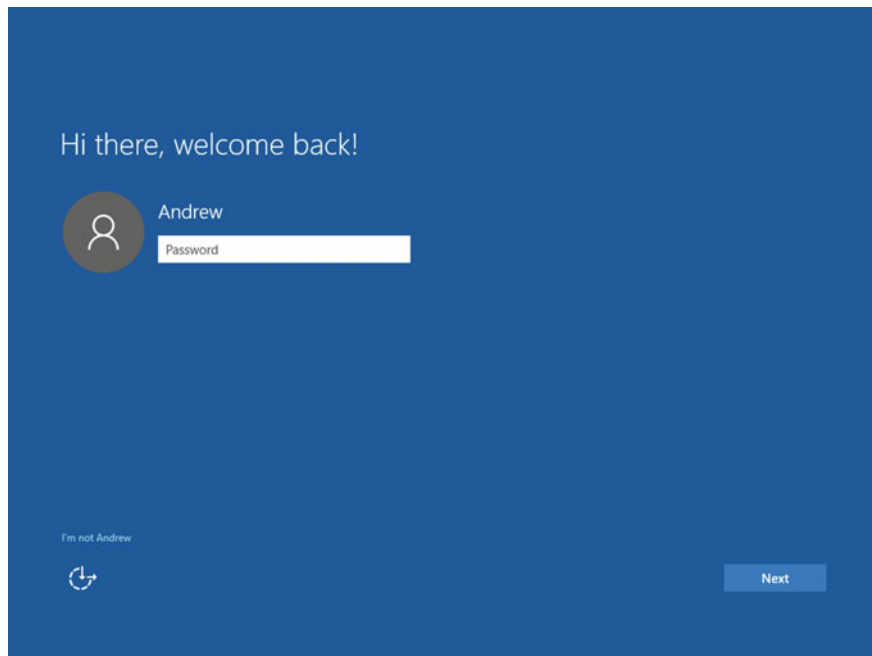 Hi there, welcome back!
Andrew
Password
I'm not Andrew
Next